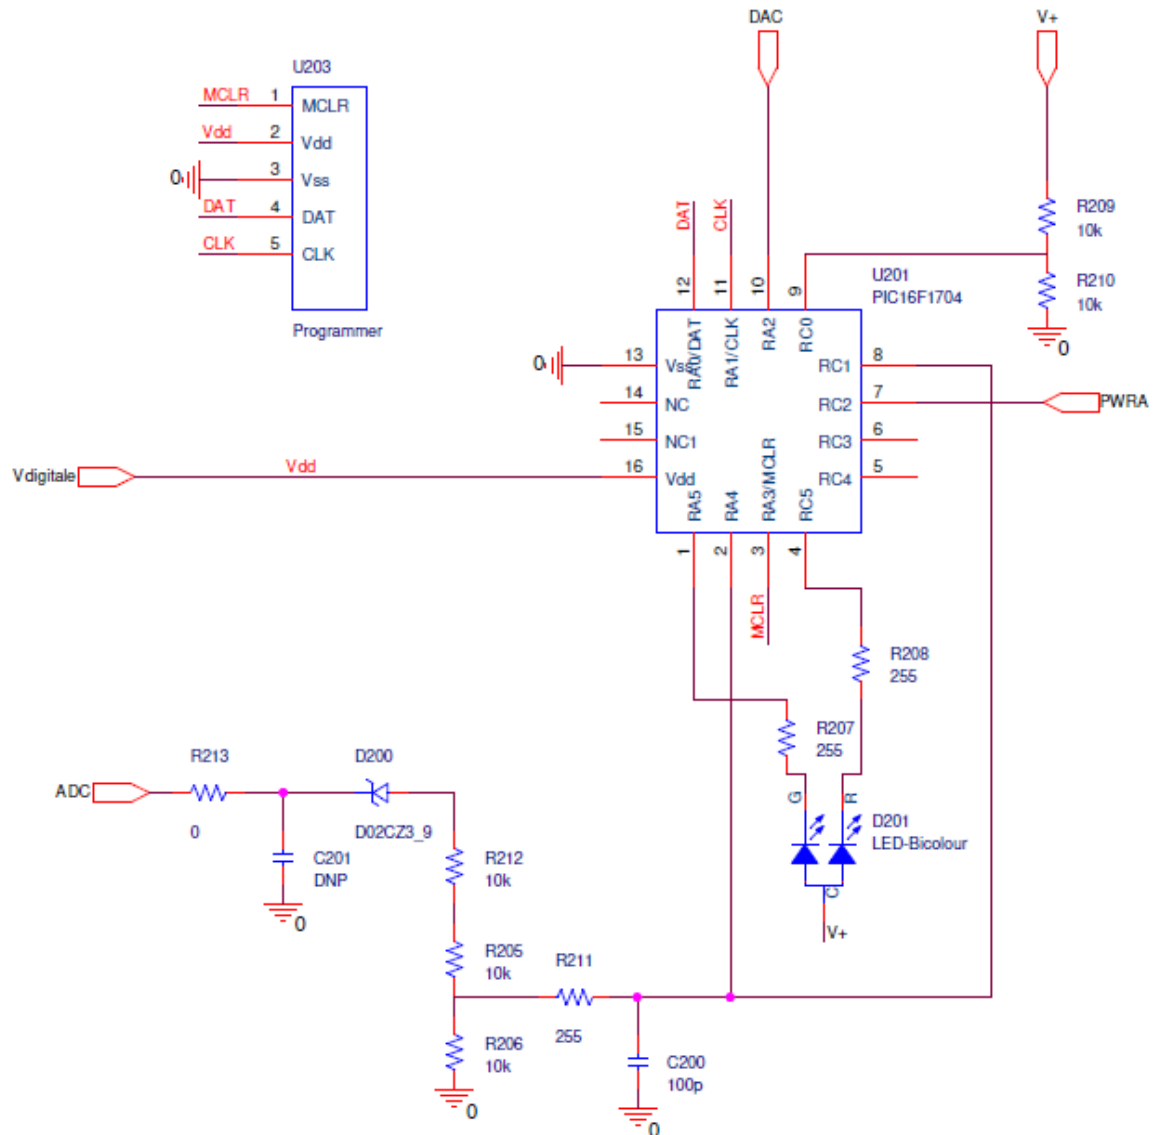 DAC
V+
U203
MCLR 1 MCLR
Vdd 2 Vdd
0 3 Vss
DAT 4 DAT
CLK 5 CLK
Programmer
DAT
CLK
R209
10k
R210
10k
0
U201
PIC16F1704
12
11
10
9
RA0/DAT
RA1/CLK
RA2
RC0
0 13 Vss
14 NC
15 NC1
Vdigitale Vdd 16 Vdd
RC1 8
RC2 7 PWRA
RC3 6
RC4 5
RA5
RA4
RA3/MCLR
RC5
1
2
3
4
MCLR
R208
255
R207
255
G
R
D201
LED-Bicolour
C
V+
ADC
R213
0
D200
D02CZ3_9
C201
DNP
0
R212
10k
R205
10k
R211
255
R206
10k
0
C200
100p
0